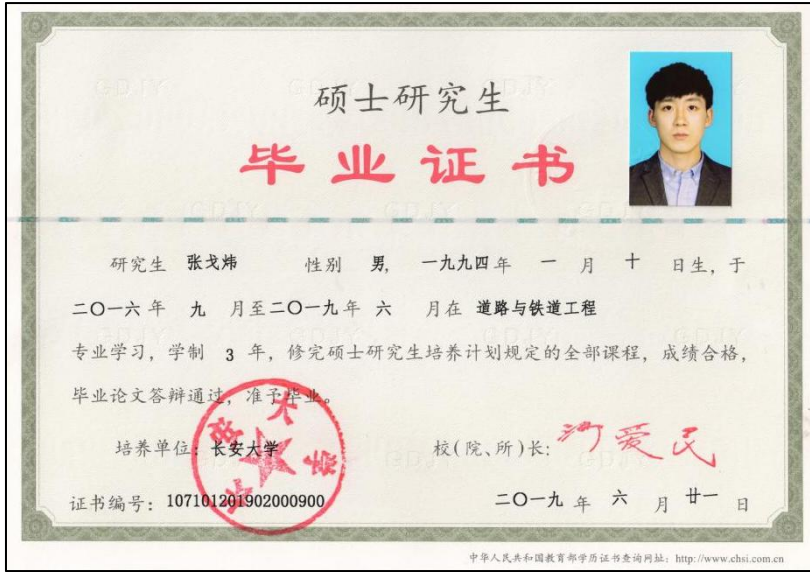 硕士研究生
毕业证书
研究生 张戈炜 性别 男, 一九九四年 一 月 十 日生, 于
二〇一六年 九 月至二〇一九年 六 月在 道路与铁道工程
专业学习, 学制 3 年, 修完硕士研究生培养计划规定的全部课程, 成绩合格,
毕业论文答辩通过, 准予毕业。
培养单位: 长安大学 校(院、所)长: 沙爱民
长安大学
证书编号: 107101201902000900 二〇一九 年 六 月 廿一 日
中华人民共和国教育部学历证书查询网址: http://www.chsi.com.cn